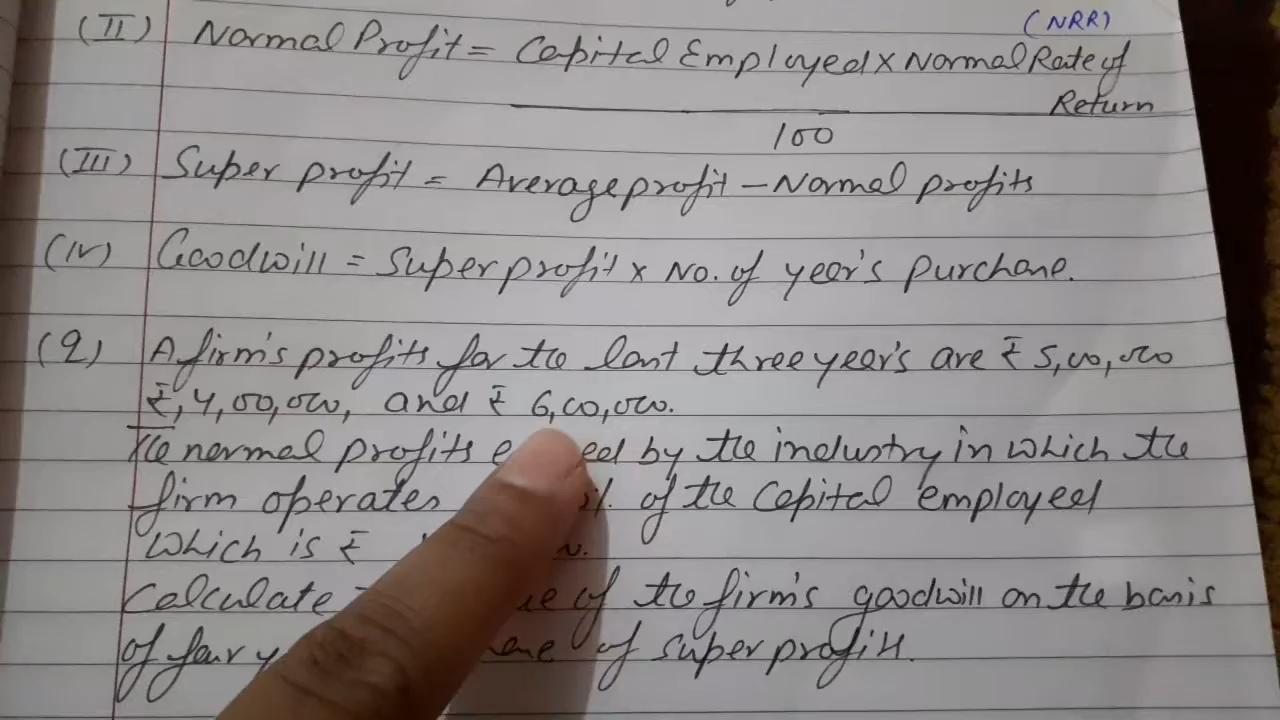 (NRR)
(II) Normal Profit = Capital Employed x Normal Rate of
Return
100
(III) Super profit = Average profit - Normal profits
(IV) Goodwill = Super profit x No. of year's purchase.
(Q) A firm's profits for the last three year's are ₹ 5,00,000
₹, 4,00,000, and ₹ 6,00,000.
The normal profits by the industry in which the
firm operates of the Capital employed
which is ₹
Calculate of the firm's goodwill on the basis
of four of super profit.